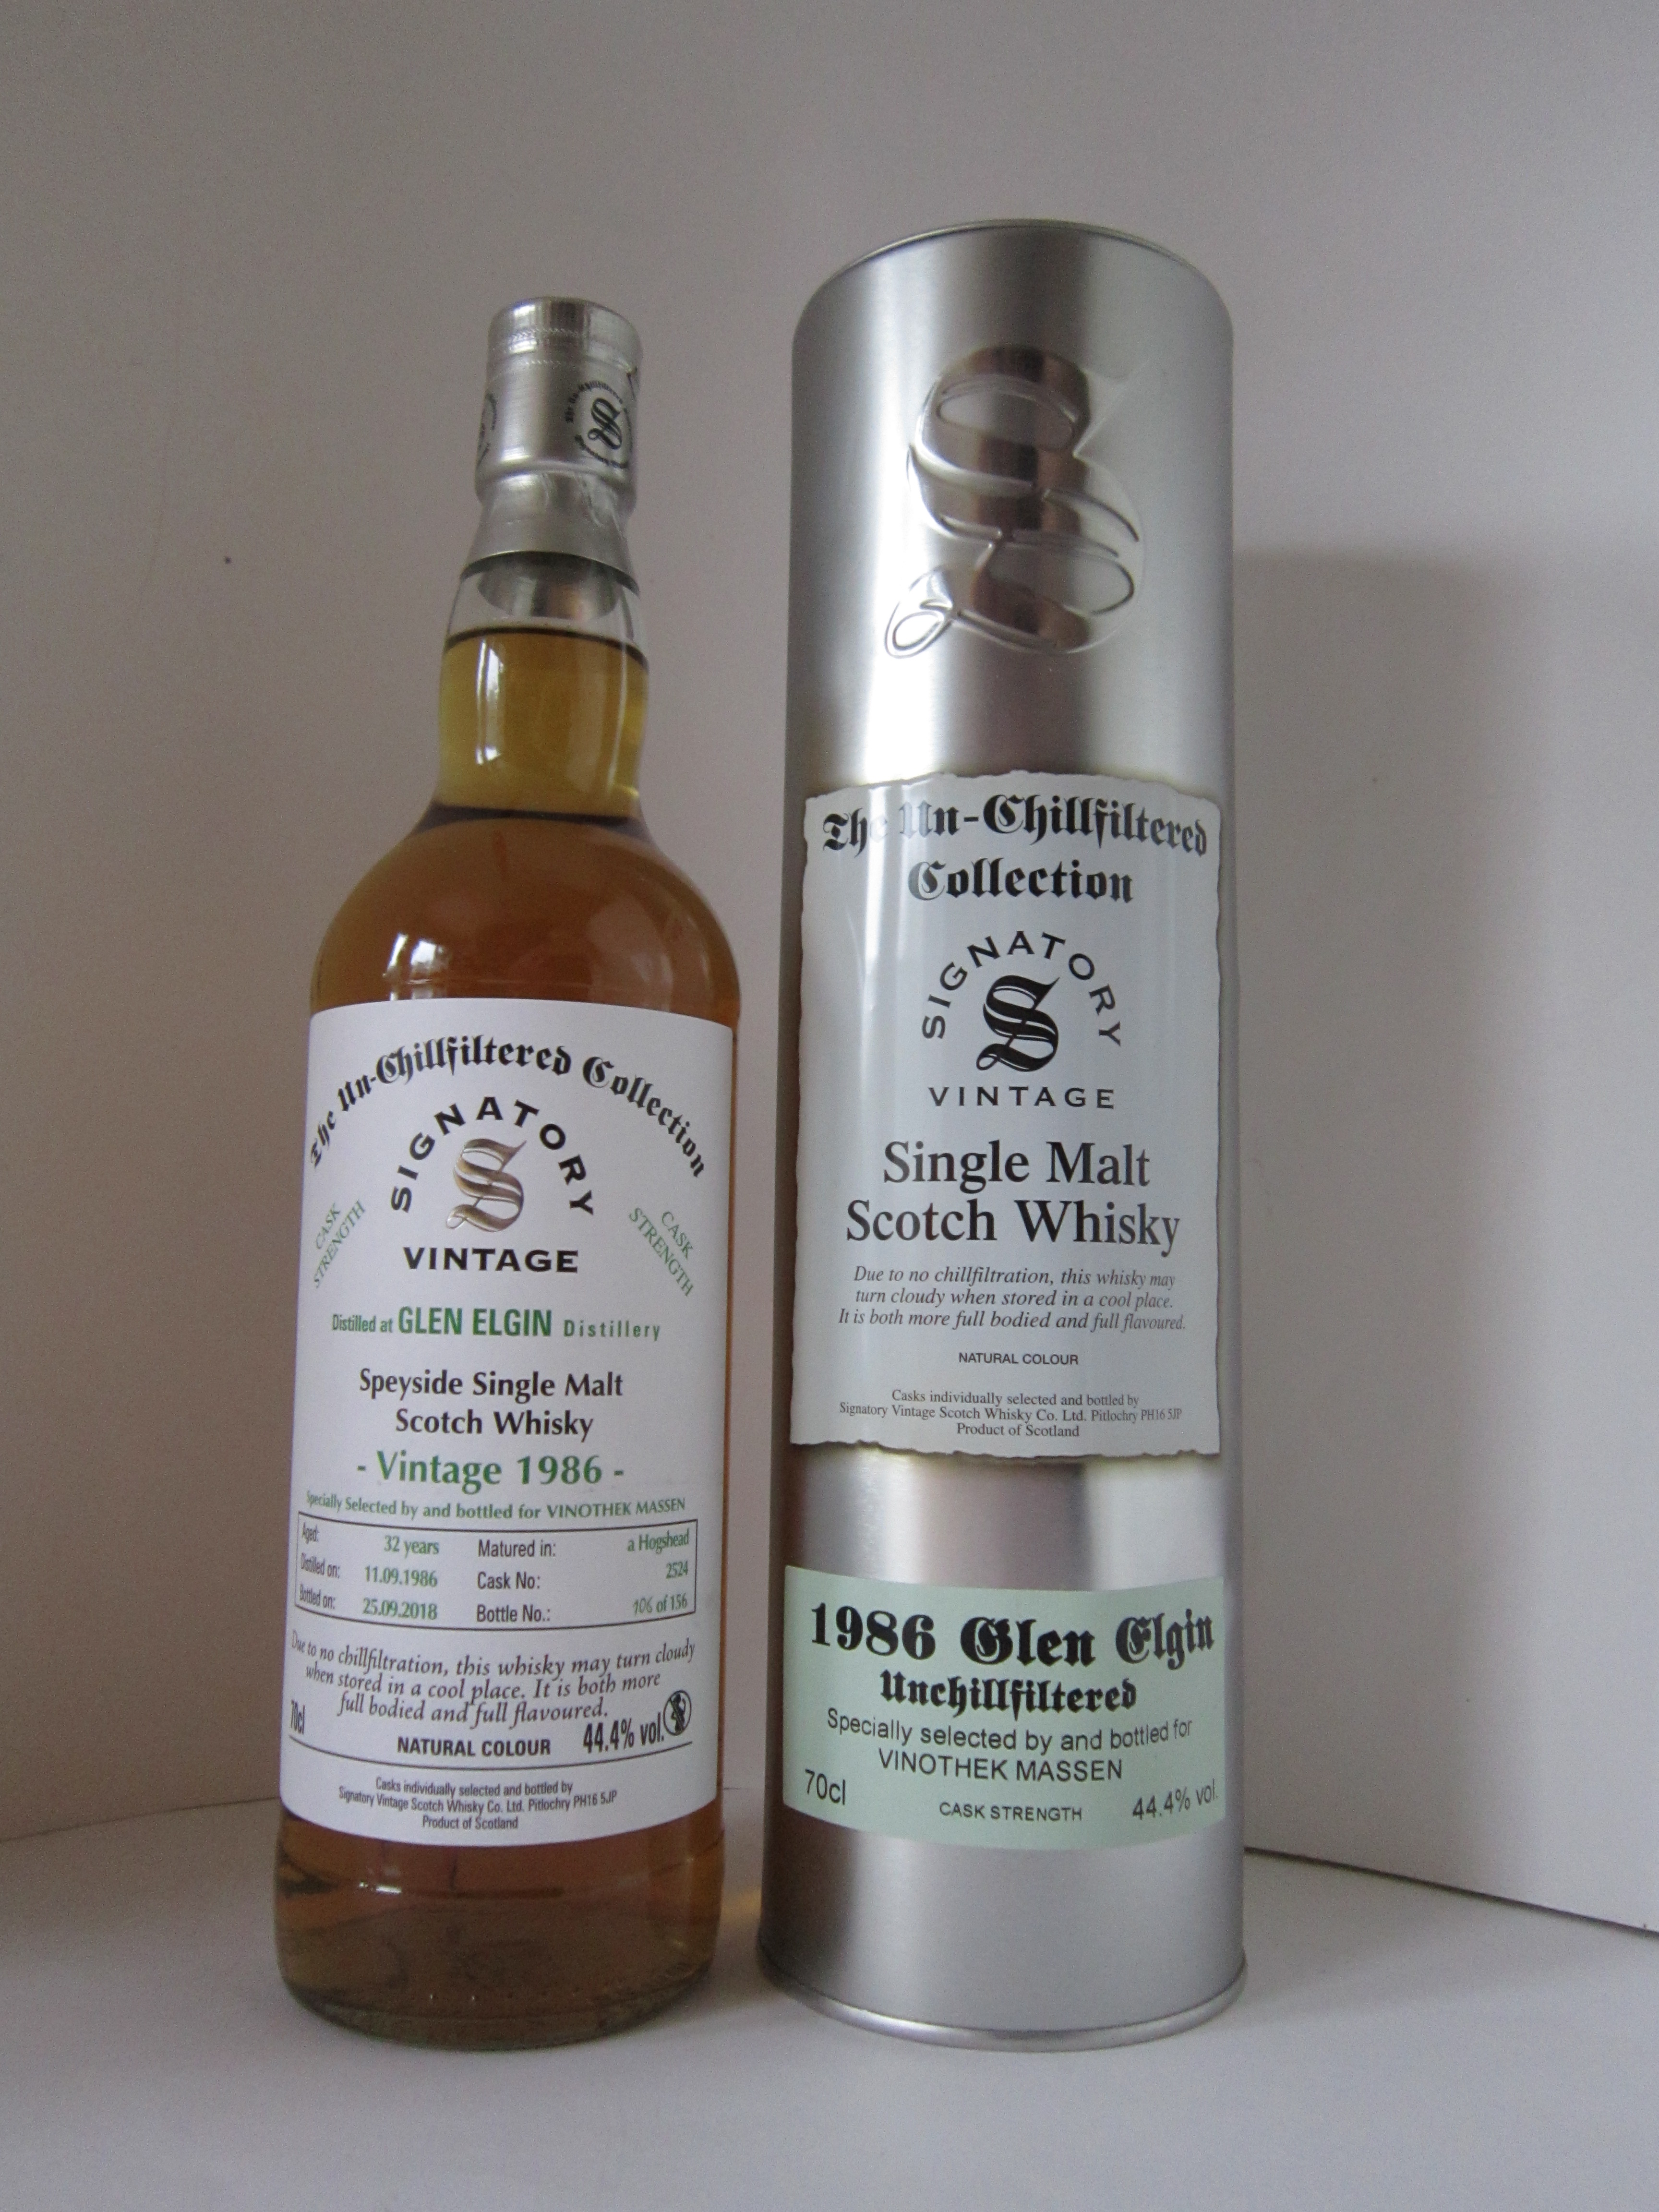 The Un-Chillfiltered Collection
SIGNATORY
S
VINTAGE
CASK
STRENGTH
CASK
STRENGTH
Distilled at GLEN ELGIN Distillery
Speyside Single Malt
Scotch Whisky
- Vintage 1986 -
Specially Selected by and bottled for VINOTHEK MASSEN
Aged: 32 years Matured in: a Hogshead
Distilled on: 11.09.1986 Cask No: 2524
Bottled on: 25.09.2018 Bottle No.: 106 of 156
Due to no chillfiltration, this whisky may turn cloudy
when stored in a cool place. It is both more
full bodied and full flavoured.
70cl NATURAL COLOUR 44.4% vol.
Casks individually selected and bottled by
Signatory Vintage Scotch Whisky Co. Ltd. Pitlochry PH16 5JP
Product of Scotland
S
The Un-Chillfiltered
Collection
SIGNATORY
S
VINTAGE
Single Malt
Scotch Whisky
Due to no chillfiltration, this whisky may
turn cloudy when stored in a cool place.
It is both more full bodied and full flavoured.
NATURAL COLOUR
Casks individually selected and bottled by
Signatory Vintage Scotch Whisky Co. Ltd. Pitlochry PH16 5JP
Product of Scotland
1986 Glen Elgin
Unchillfiltered
Specially selected by and bottled for
VINOTHEK MASSEN
70cl CASK STRENGTH 44.4% vol.